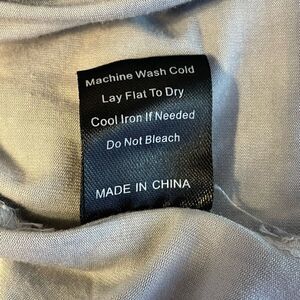 Machine Wash Cold
Lay Flat To Dry
Cool Iron If Needed
Do Not Bleach
MADE IN CHINA